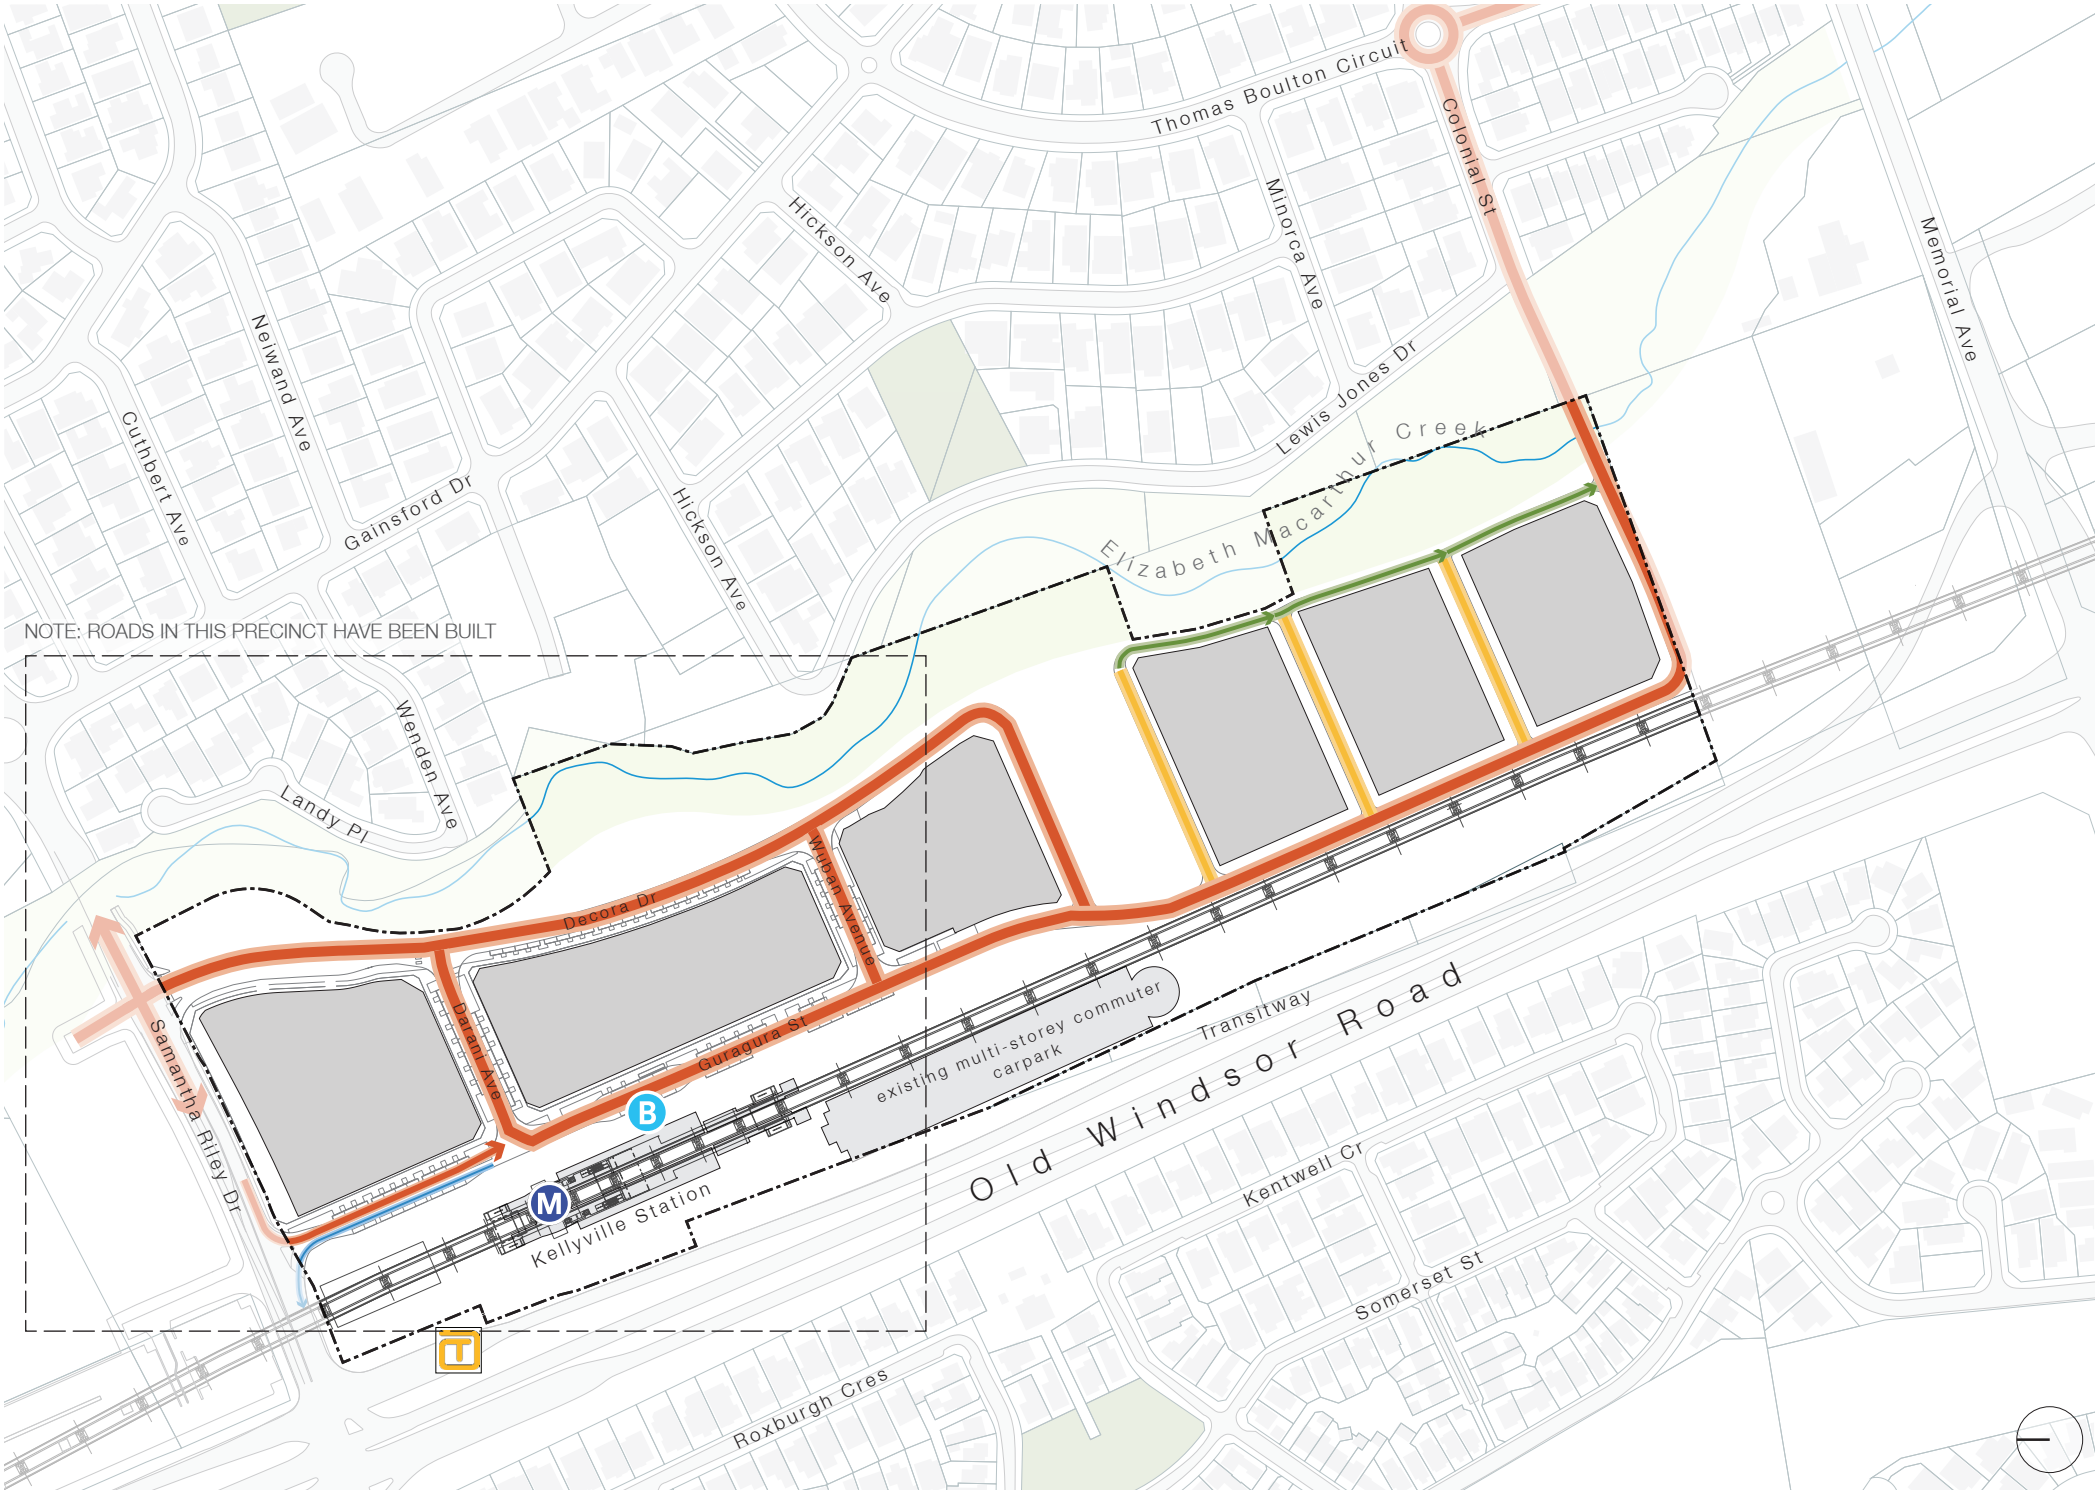 Thomas Boulton Circuit
Colonial St
Minorca Ave
Hickson Ave
Memorial Ave
Neiwand Ave
Lewis Jones Dr
Cuthbert Ave
Elizabeth Macarthur Creek
Gainsford Dr
Hickson Ave
NOTE: ROADS IN THIS PRECINCT HAVE BEEN BUILT
Wenden Ave
Landy Pl
Decora Dr
Wuban Avenue
Darani Ave
Guragura St
Samantha Riley Dr
existing multi-storey commuter
carpark
Transitway
Old Windsor Road
B
M
Kellyville Station
Kentwell Cr
Somerset St
T
Roxburgh Cres